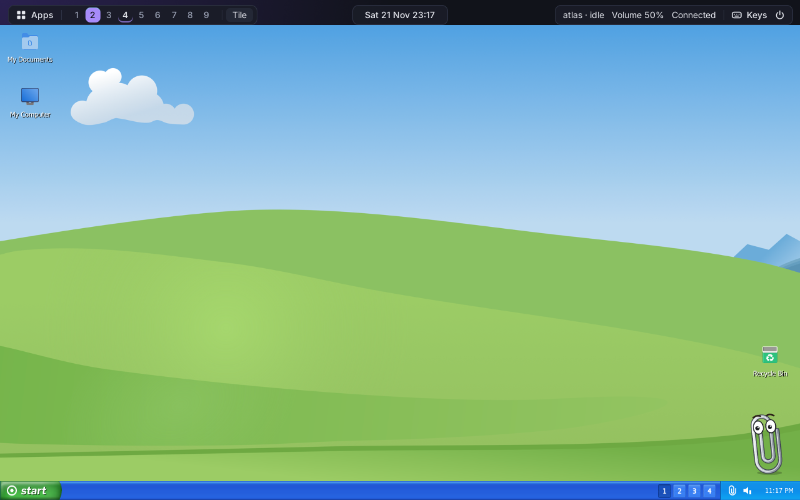 Apps 1 2 3 4 5 6 7 8 9 Tile Sat 21 Nov 23:17 atlas · idle Volume 50% Connected Keys
My Documents
My Computer
Recycle Bin
start 1 2 3 4 11:17 PM